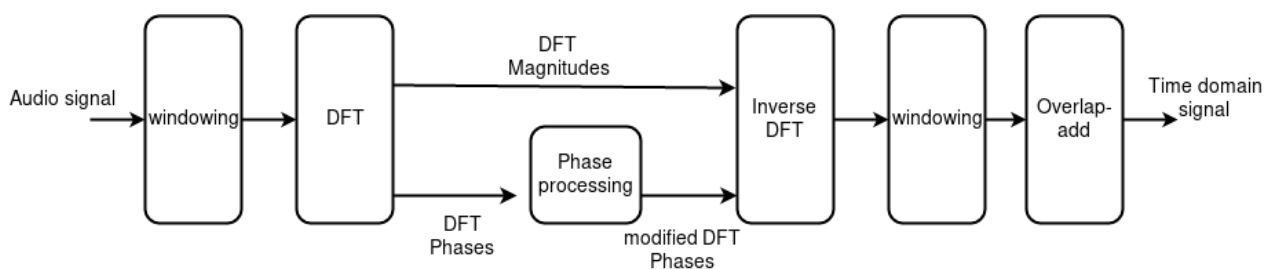 Audio signal
windowing
DFT
DFT
Magnitudes
DFT
Phases
Phase
processing
modified DFT
Phases
Inverse
DFT
windowing
Overlap-
add
Time domain
signal